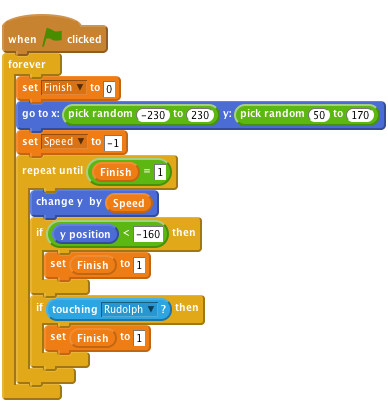 when clicked
forever
set Finish to 0
go to x: pick random -230 to 230 y: pick random 50 to 170
set Speed to -1
repeat until Finish = 1
change y by Speed
if y position < -160 then
set Finish to 1
if touching Rudolph ? then
set Finish to 1